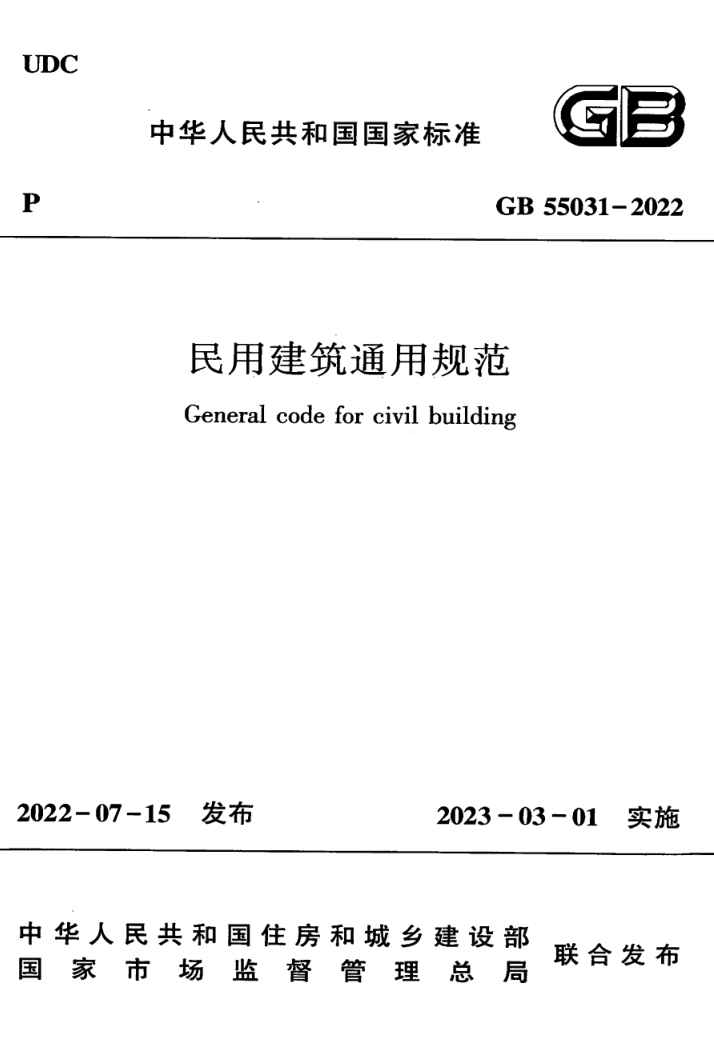 UDC
中华人民共和国国家标准
GB
P
GB 55031-2022
民用建筑通用规范
General code for civil building
2022-07-15 发布
2023-03-01 实施
中华人民共和国住房和城乡建设部
国家市场监督管理总局
联合发布